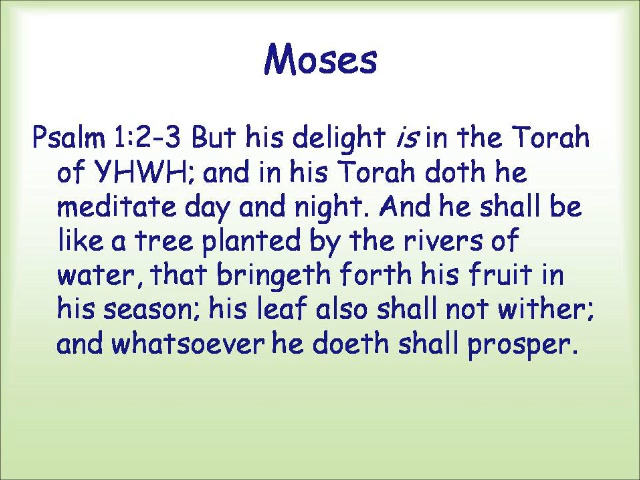 Moses
Psalm 1:2-3 But his delight is in the Torah
of YHWH; and in his Torah doth he
meditate day and night. And he shall be
like a tree planted by the rivers of
water, that bringeth forth his fruit in
his season; his leaf also shall not wither;
and whatsoever he doeth shall prosper.